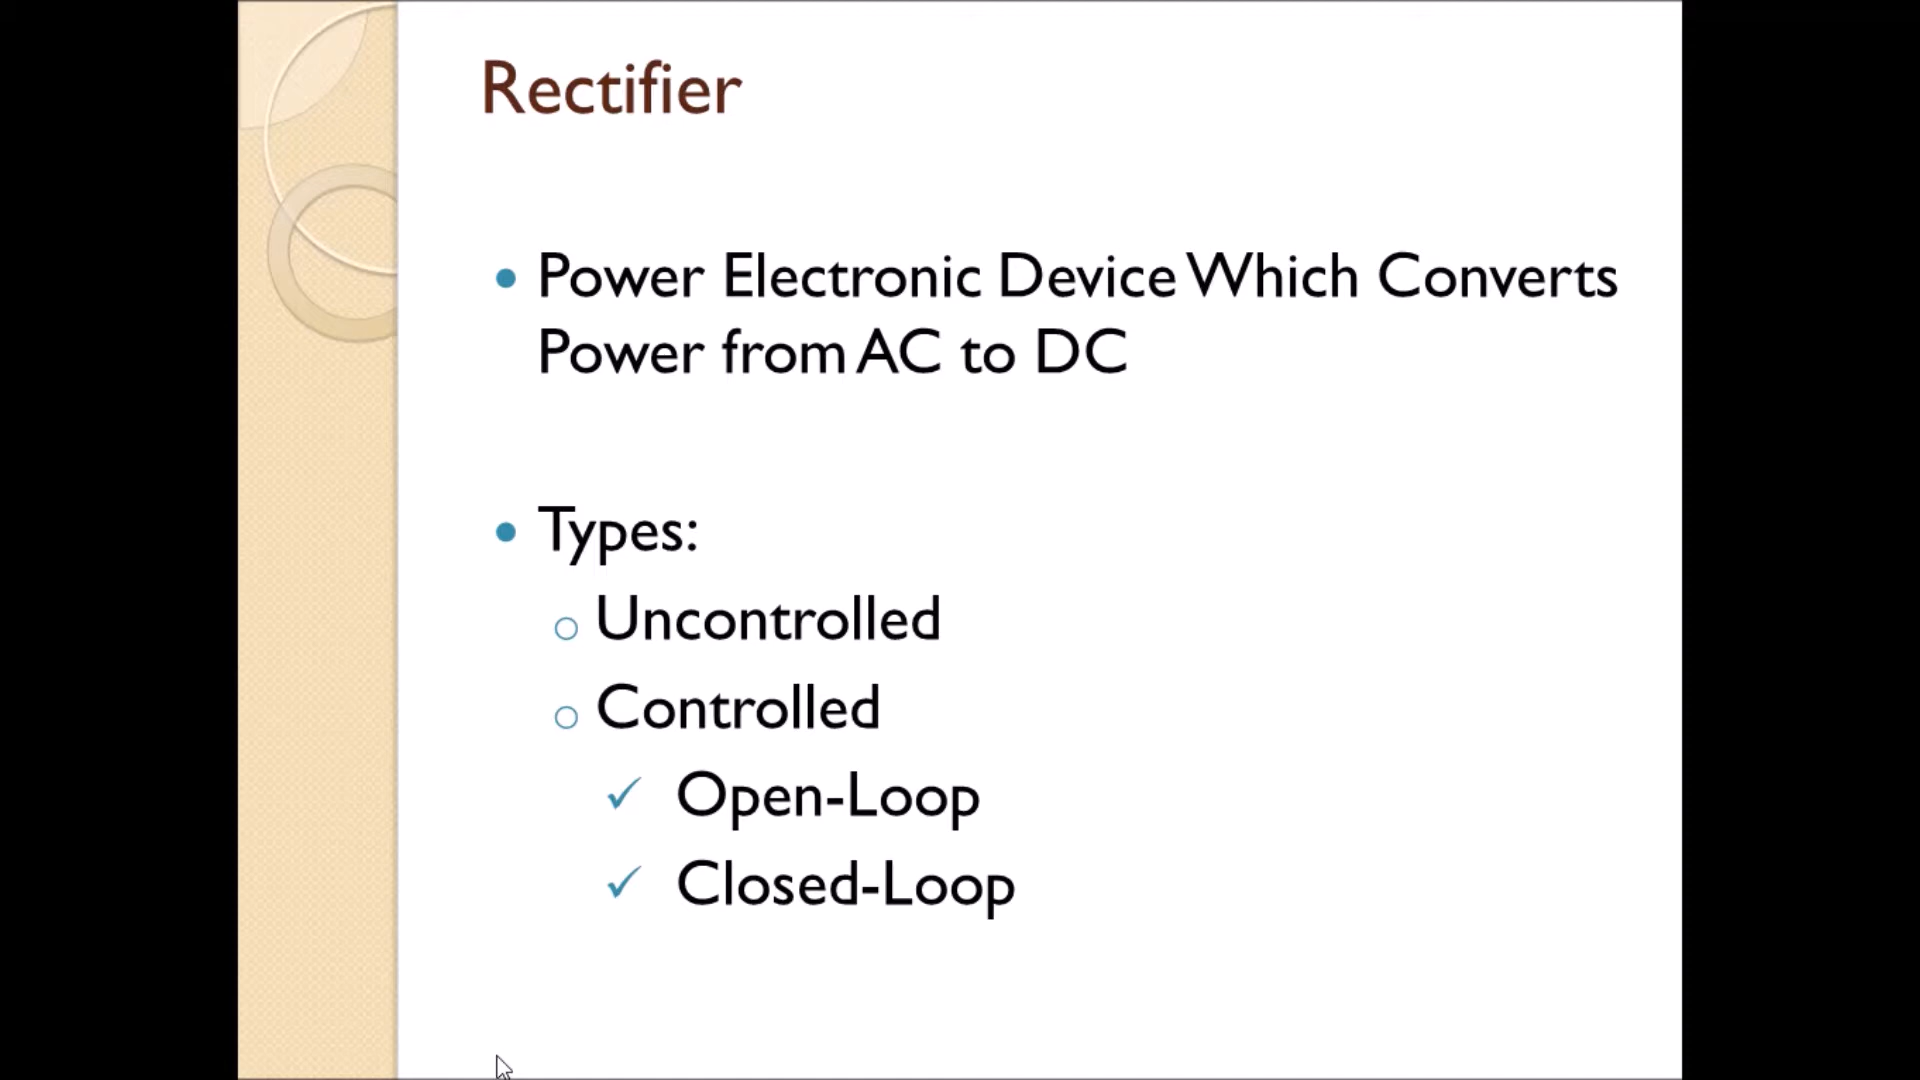 Rectifier
• Power Electronic Device Which Converts
Power from AC to DC
• Types:
○ Uncontrolled
○ Controlled
✓ Open-Loop
✓ Closed-Loop